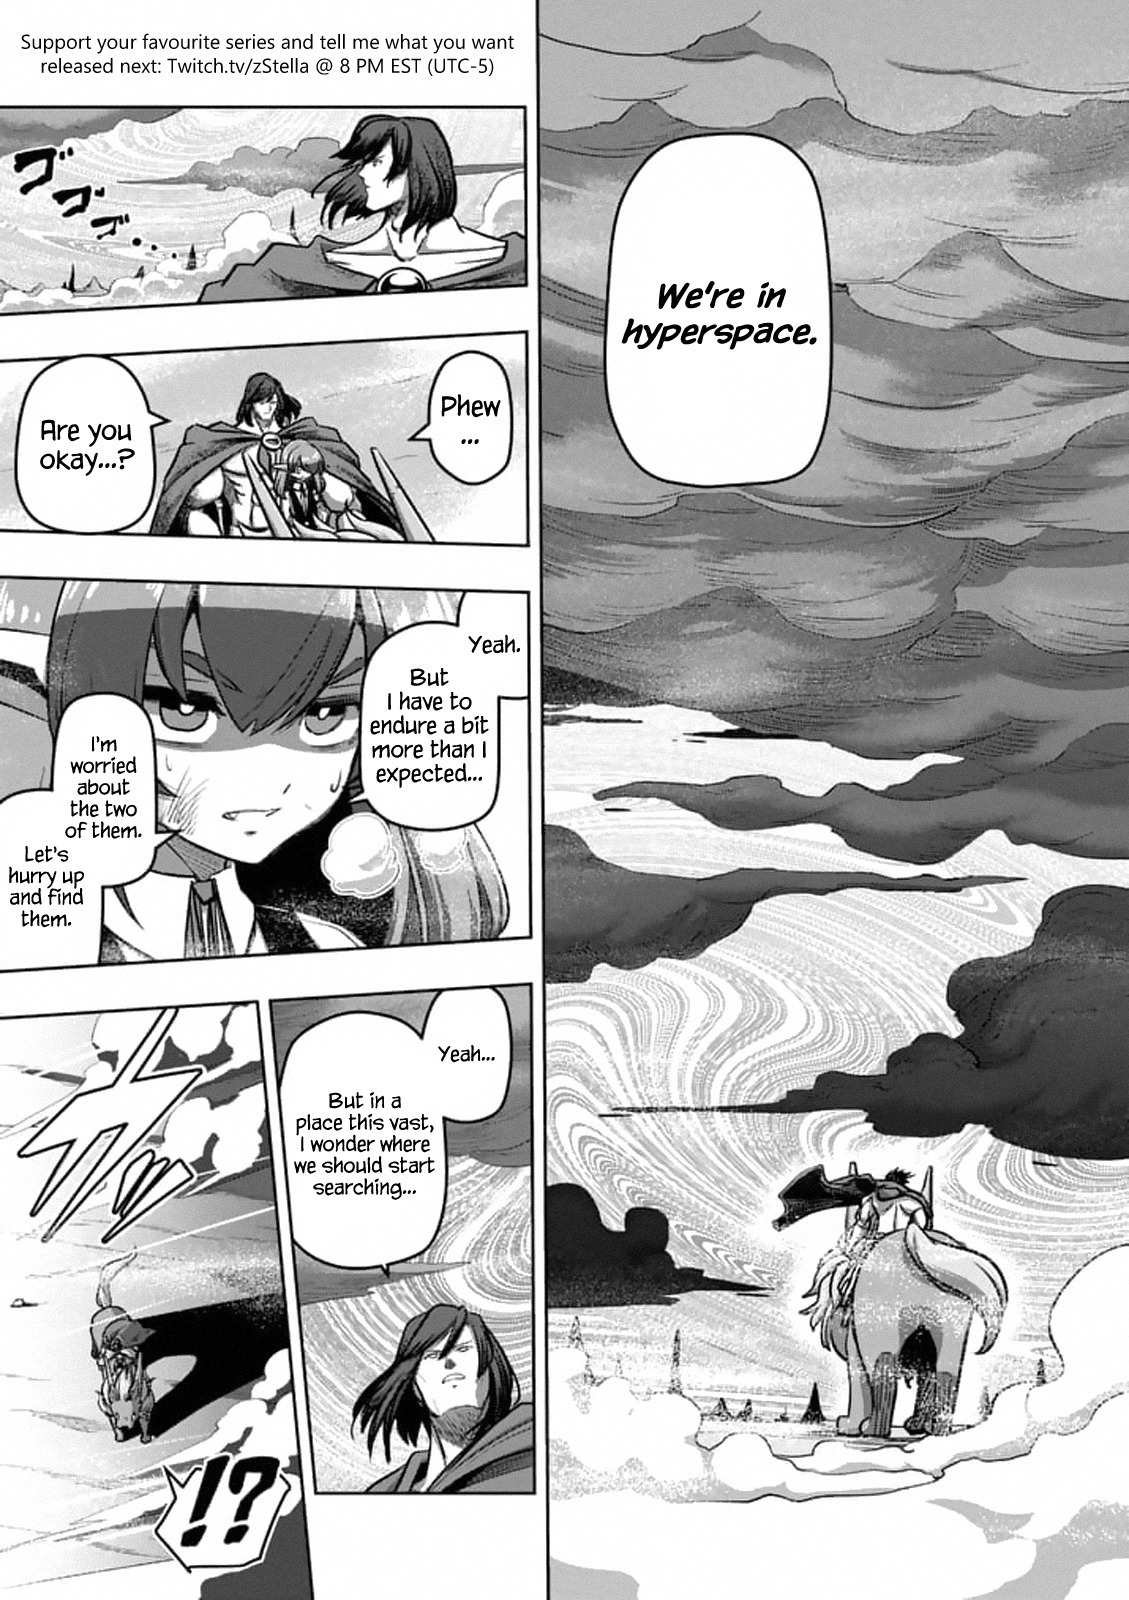 Support your favourite series and tell me what you want
released next: Twitch.tv/zStella @ 8 PM EST (UTC-5)
We're in
hyperspace.
ゴゴゴ...
Phew
...
Are you
okay...?
Yeah.
But
I have to
endure a bit
more than I
expected...
I'm
worried
about
the two
of them.
Let's
hurry up
and find
them.
Yeah...
But in a
place this vast,
I wonder where
we should start
searching...
!?